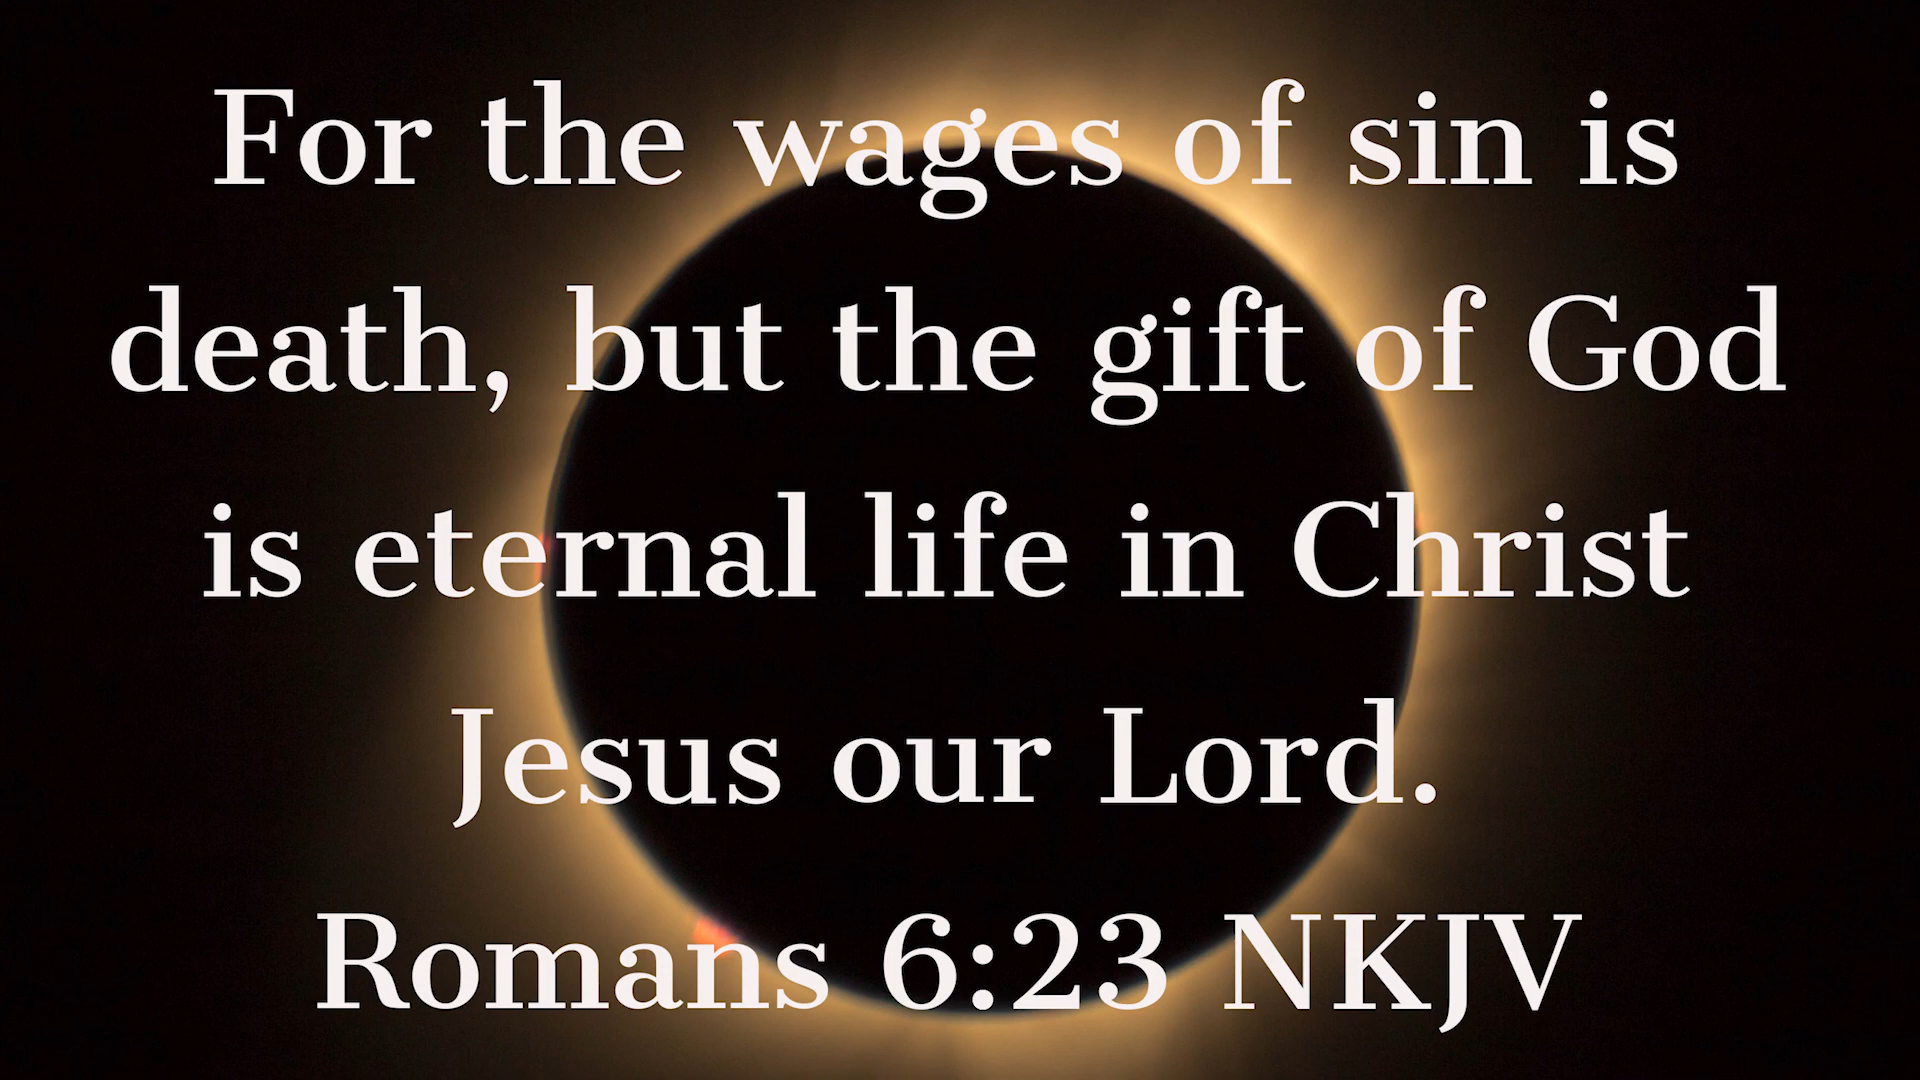 For the wages of sin is
death, but the gift of God
is eternal life in Christ
Jesus our Lord.
Romans 6:23 NKJV